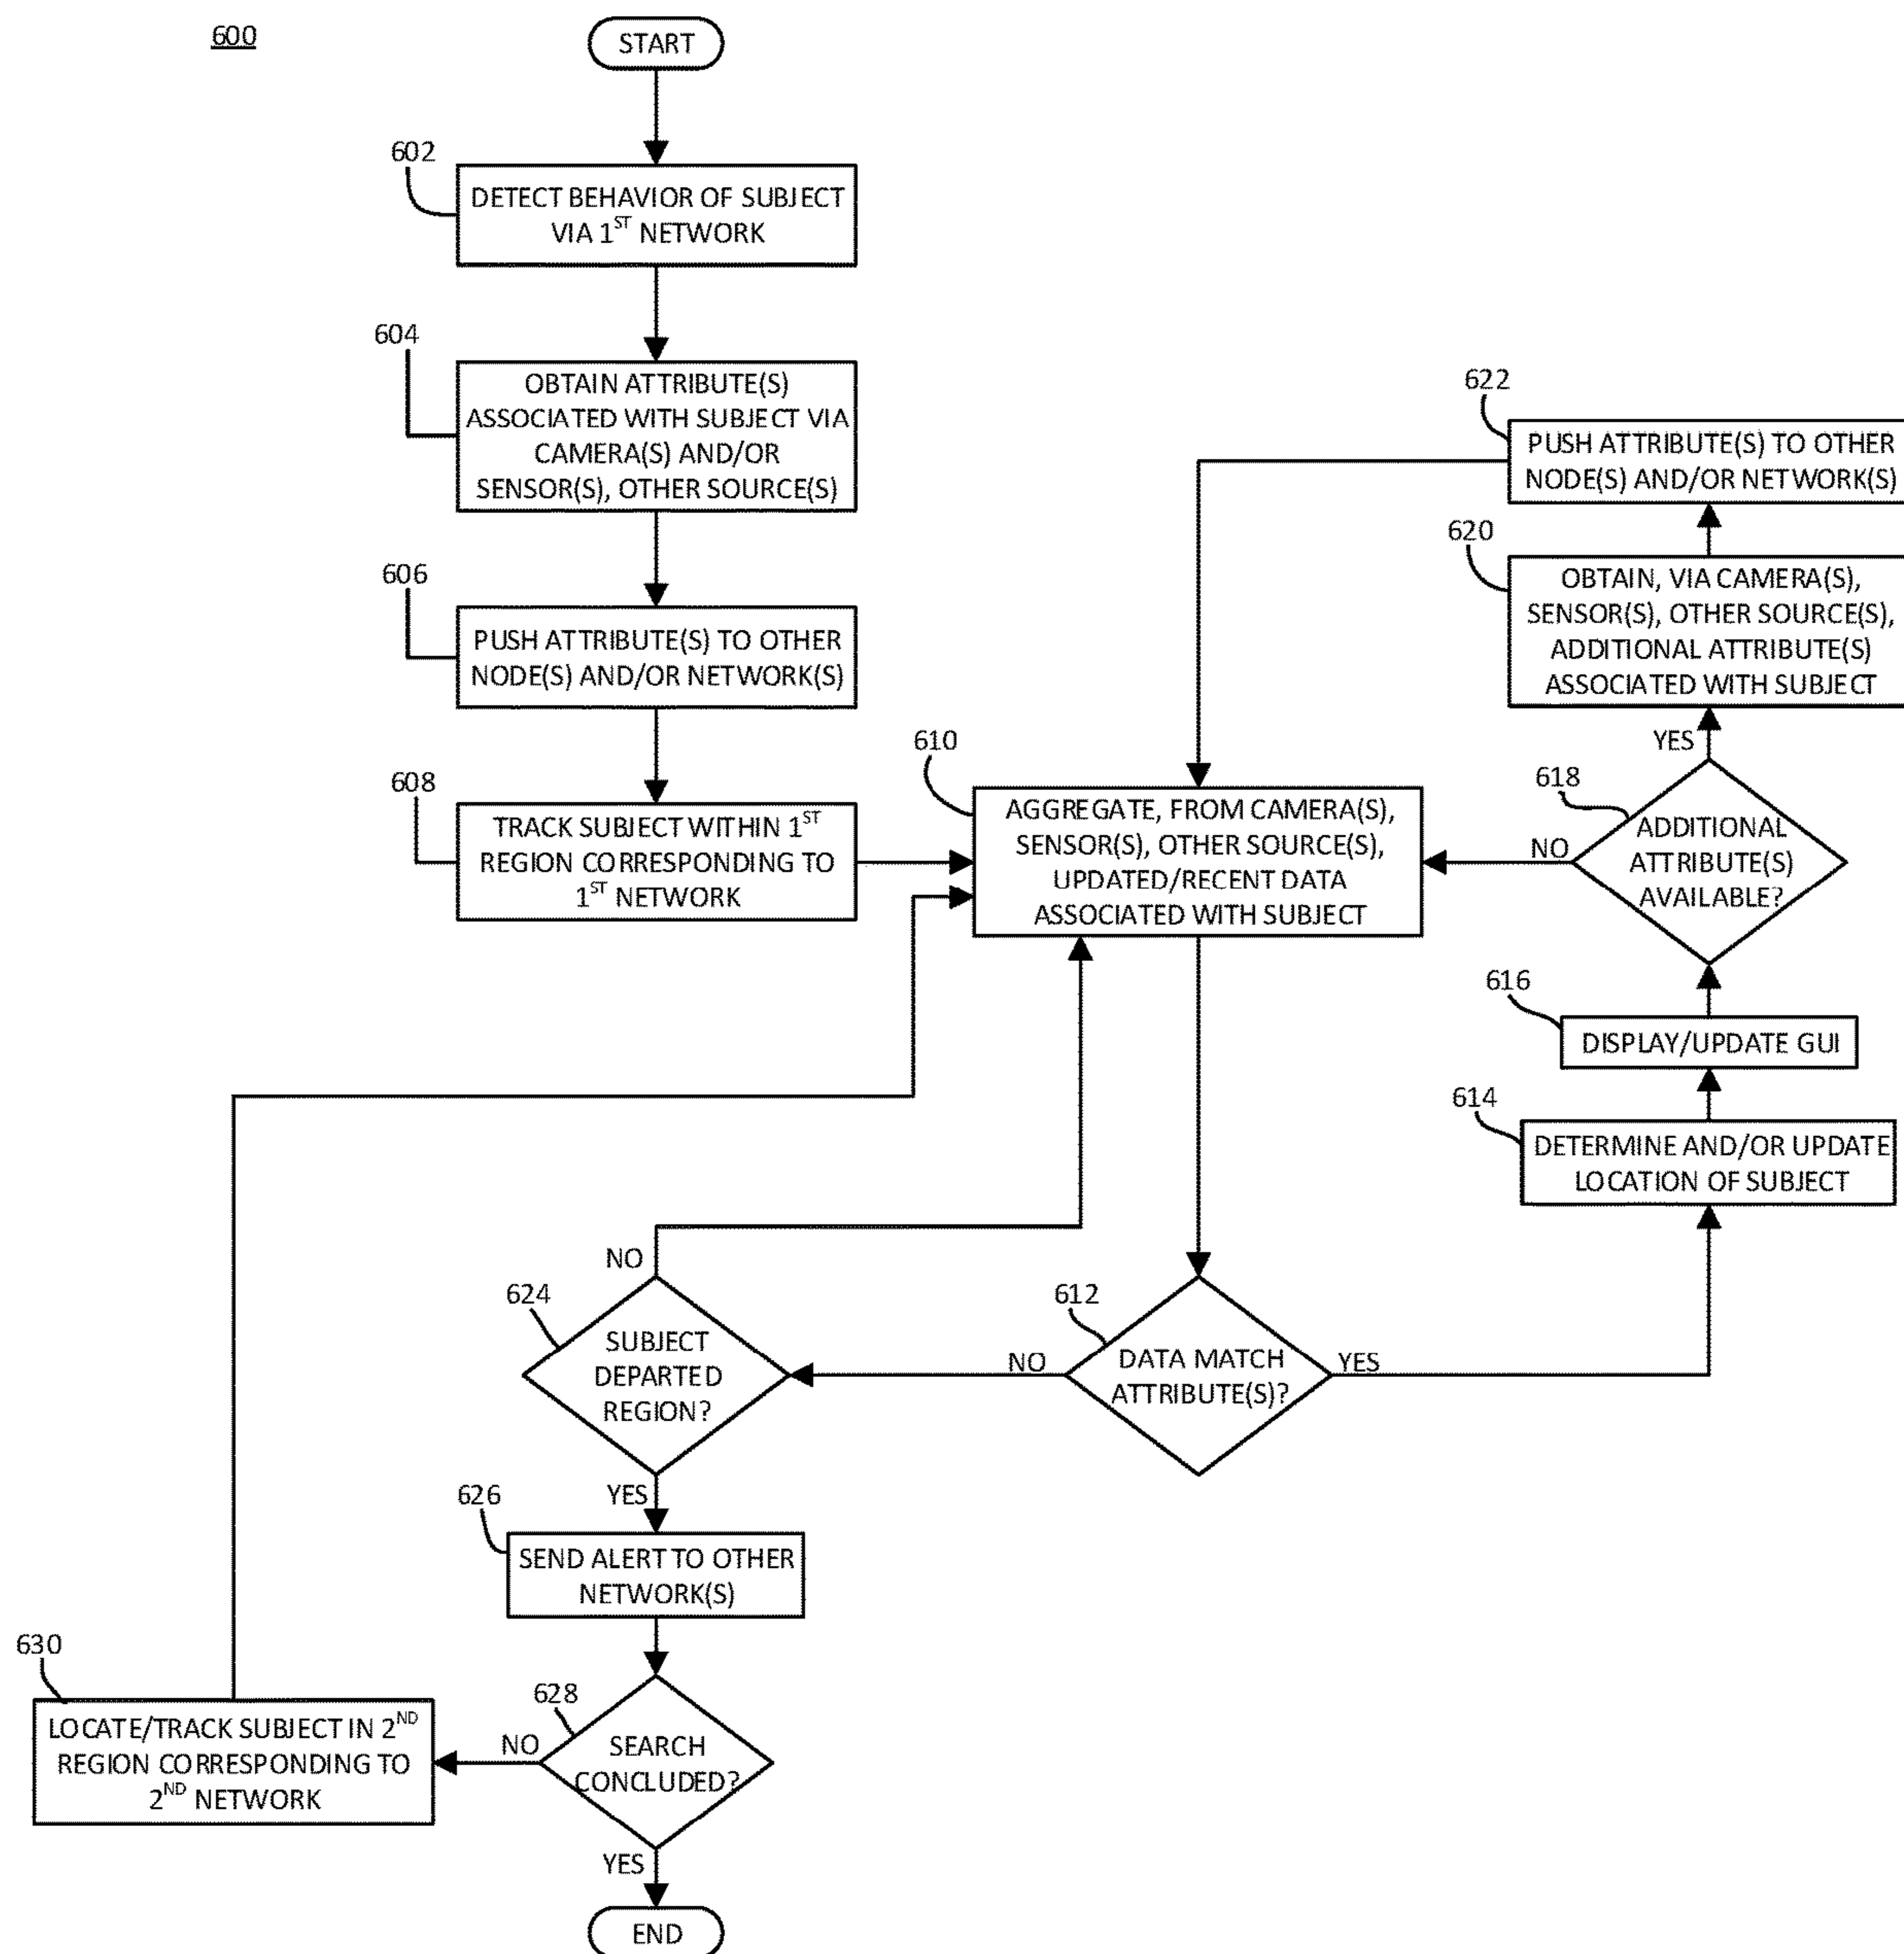 600
START
602
DETECT BEHAVIOR OF SUBJECT
VIA 1ST NETWORK
604
OBTAIN ATTRIBUTE(S)
ASSOCIATED WITH SUBJECT VIA
CAMERA(S) AND/OR
SENSOR(S), OTHER SOURCE(S)
606
PUSH ATTRIBUTE(S) TO OTHER
NODE(S) AND/OR NETWORK(S)
608
TRACK SUBJECT WITHIN 1ST
REGION CORRESPONDING TO
1ST NETWORK
610
AGGREGATE, FROM CAMERA(S),
SENSOR(S), OTHER SOURCE(S),
UPDATED/RECENT DATA
ASSOCIATED WITH SUBJECT
612
DATA MATCH
ATTRIBUTE(S)?
NO
YES
614
DETERMINE AND/OR UPDATE
LOCATION OF SUBJECT
616
DISPLAY/UPDATE GUI
618
ADDITIONAL
ATTRIBUTE(S)
AVAILABLE?
NO
YES
620
OBTAIN, VIA CAMERA(S),
SENSOR(S), OTHER SOURCE(S),
ADDITIONAL ATTRIBUTE(S)
ASSOCIATED WITH SUBJECT
622
PUSH ATTRIBUTE(S) TO OTHER
NODE(S) AND/OR NETWORK(S)
624
SUBJECT
DEPARTED
REGION?
NO
YES
626
SEND ALERT TO OTHER
NETWORK(S)
628
SEARCH
CONCLUDED?
NO
YES
630
LOCATE/TRACK SUBJECT IN 2ND
REGION CORRESPONDING TO
2ND NETWORK
END